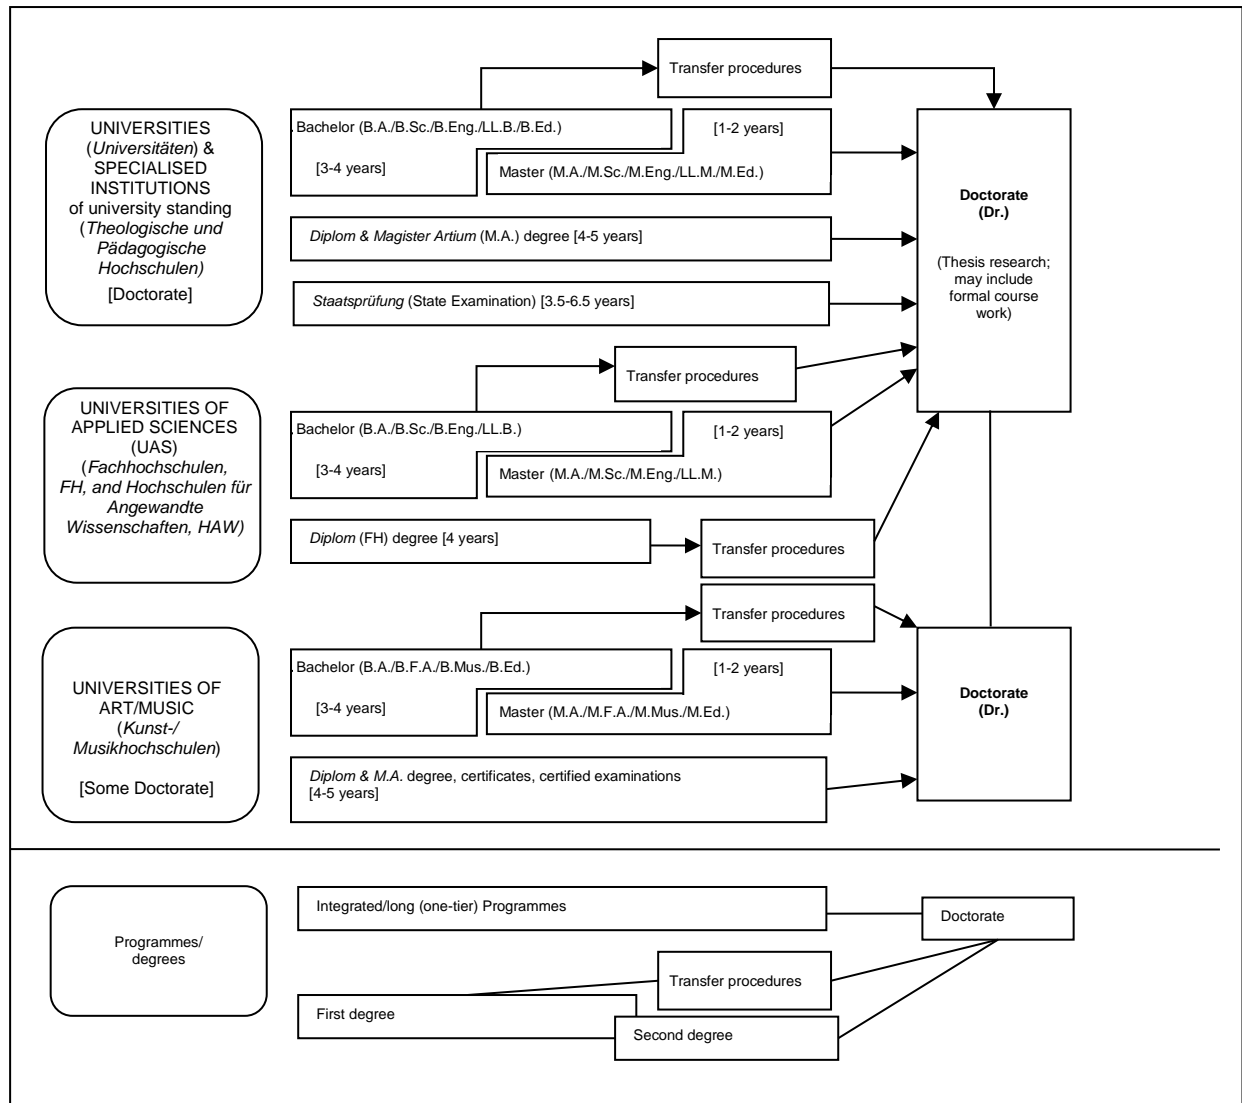 Transfer procedures
UNIVERSITIES
(Universitäten) &
SPECIALISED
INSTITUTIONS
of university standing
(Theologische und
Pädagogische
Hochschulen)
[Doctorate]
. Bachelor (B.A./B.Sc./B.Eng./LL.B./B.Ed.)
[3-4 years]
[1-2 years]
Master (M.A./M.Sc./M.Eng./LL.M./M.Ed.)
Diplom & Magister Artium (M.A.) degree [4-5 years]
Staatsprüfung (State Examination) [3.5-6.5 years]
Doctorate
(Dr.)
(Thesis research;
may include
formal course
work)
Transfer procedures
UNIVERSITIES OF
APPLIED SCIENCES
(UAS)
(Fachhochschulen,
FH, and Hochschulen für
Angewandte
Wissenschaften, HAW)
. Bachelor (B.A./B.Sc./B.Eng./LL.B.)
[3-4 years]
[1-2 years]
Master (M.A./M.Sc./M.Eng./LL.M.)
Diplom (FH) degree [4 years]
Transfer procedures
Transfer procedures
UNIVERSITIES OF
ART/MUSIC
(Kunst-/
Musikhochschulen)
[Some Doctorate]
. Bachelor (B.A./B.F.A./B.Mus./B.Ed.)
[3-4 years]
[1-2 years]
Master (M.A./M.F.A./M.Mus./M.Ed.)
Diplom & M.A. degree, certificates, certified examinations
[4-5 years]
Doctorate
(Dr.)
Programmes/
degrees
Integrated/long (one-tier) Programmes
Doctorate
Transfer procedures
First degree
Second degree